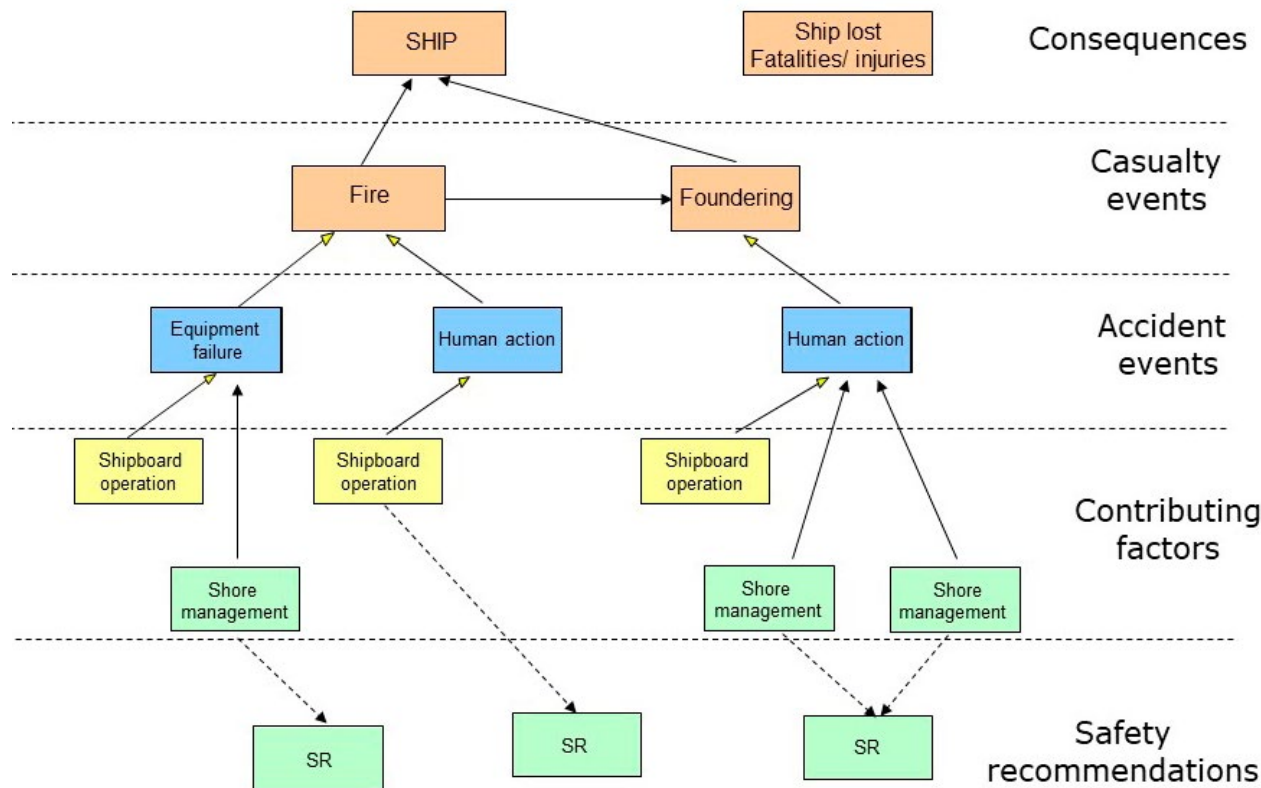 SHIP
Ship lost
Fatalities/ injuries
Consequences
Fire
Foundering
Casualty
events
Equipment
failure
Human action
Human action
Accident
events
Shipboard
operation
Shipboard
operation
Shipboard
operation
Contributing
factors
Shore
management
Shore
management
Shore
management
SR
SR
SR
Safety
recommendations